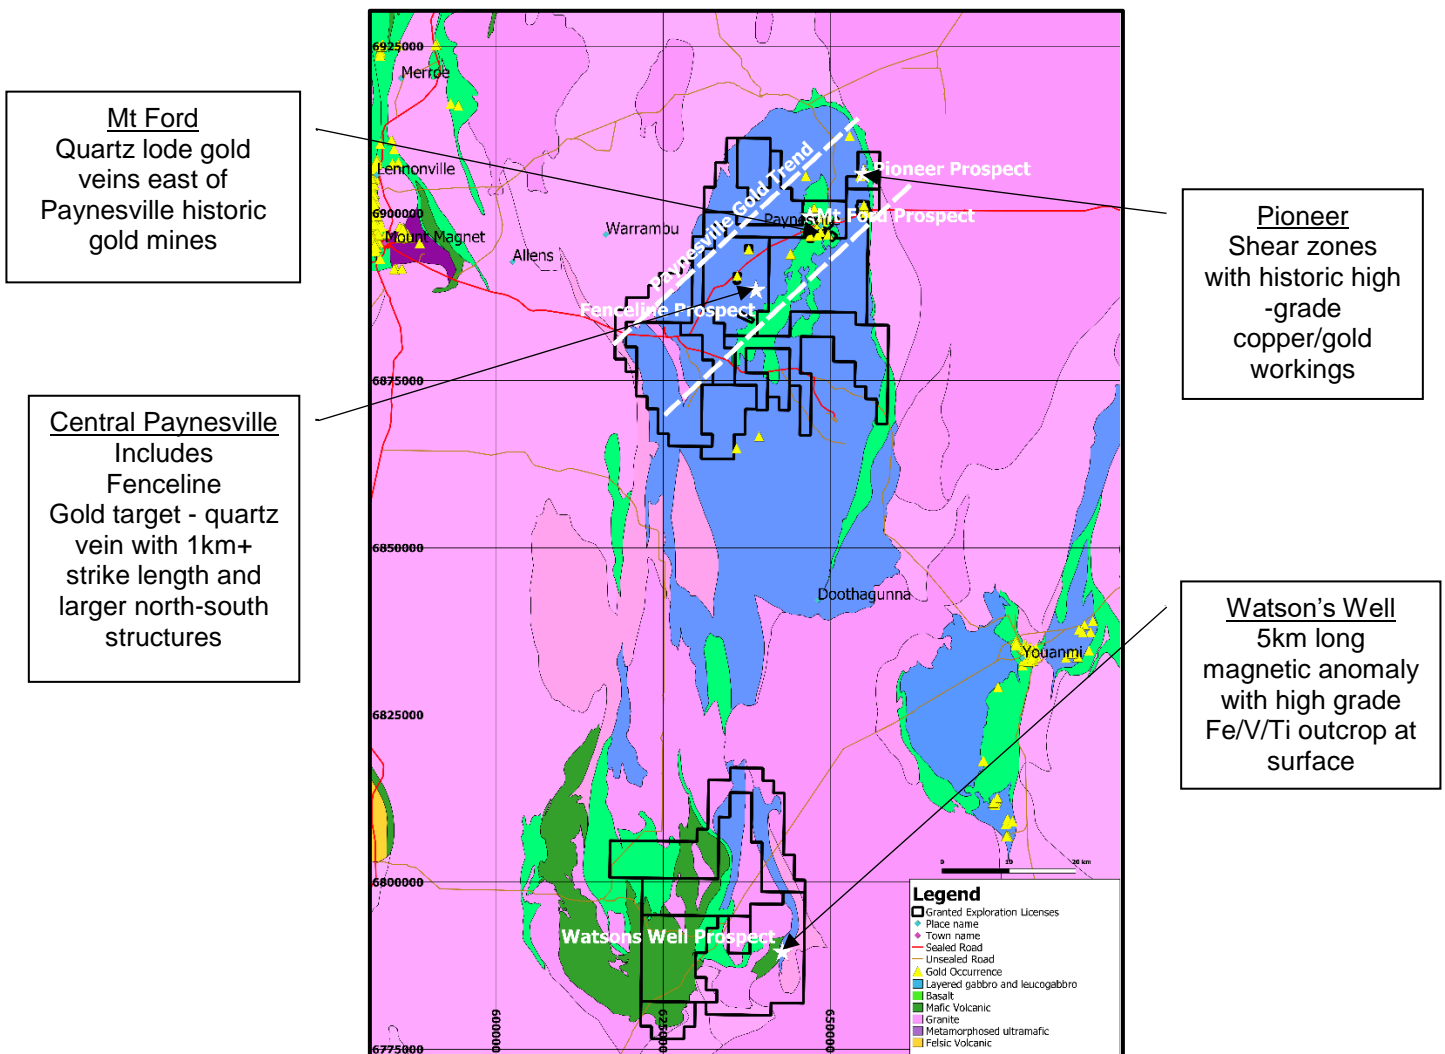 Mt Ford
Quartz lode gold
veins east of
Paynesville historic
gold mines
Central Paynesville
Includes
Fenceline
Gold target - quartz
vein with 1km+
strike length and
larger north-south
structures
6925000
Merroe
Lennonville
6900000
Mount Magnet
Allens
Warrambu
Paynesville Gold Trend
Pioneer Prospect
Mt Ford Prospect
Fenceline Prospect
6875000
6850000
Doothagunna
Youanmi
6825000
6800000
Watsons Well Prospect
6775000
600000
625000
650000
0 10 20 km
Legend
Granted Exploration Licenses
Place name
Town name
Sealed Road
Unsealed Road
Gold Occurrence
Layered gabbro and leucogabbro
Basalt
Mafic Volcanic
Granite
Metamorphosed ultramafic
Felsic Volcanic
Pioneer
Shear zones
with historic high
-grade
copper/gold
workings
Watson’s Well
5km long
magnetic anomaly
with high grade
Fe/V/Ti outcrop at
surface